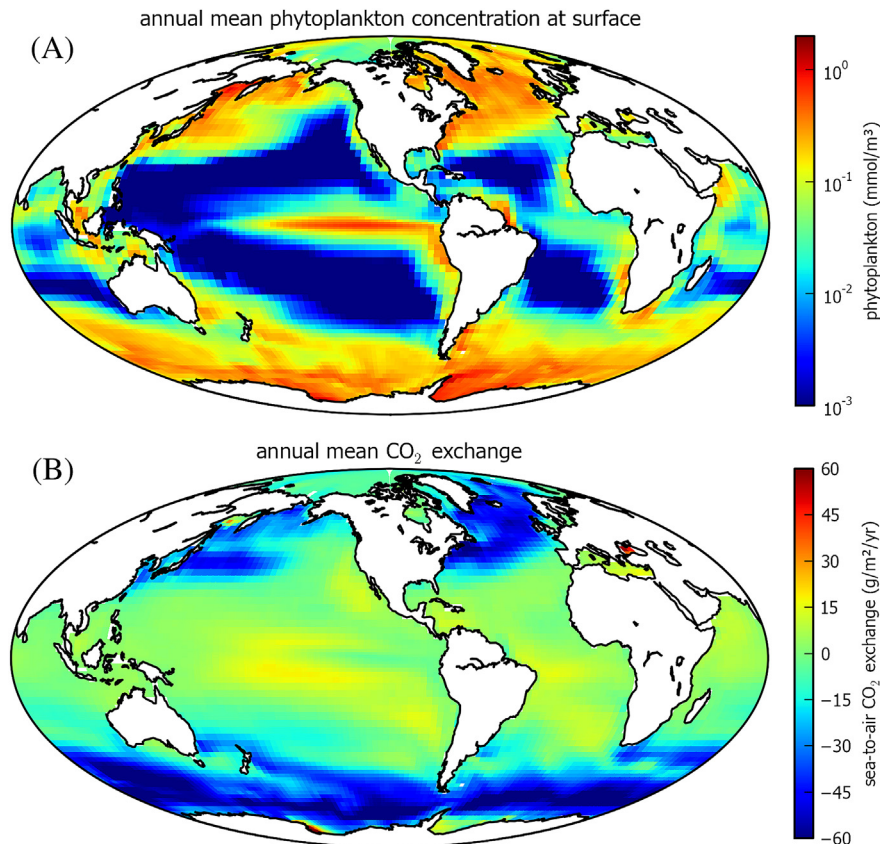 annual mean phytoplankton concentration at surface
(A)
10⁰
10⁻¹
10⁻²
10⁻³
phytoplankton (mmol/m³)
annual mean CO₂ exchange
(B)
60
45
30
15
0
−15
−30
−45
−60
sea-to-air CO₂ exchange (g/m²/yr)